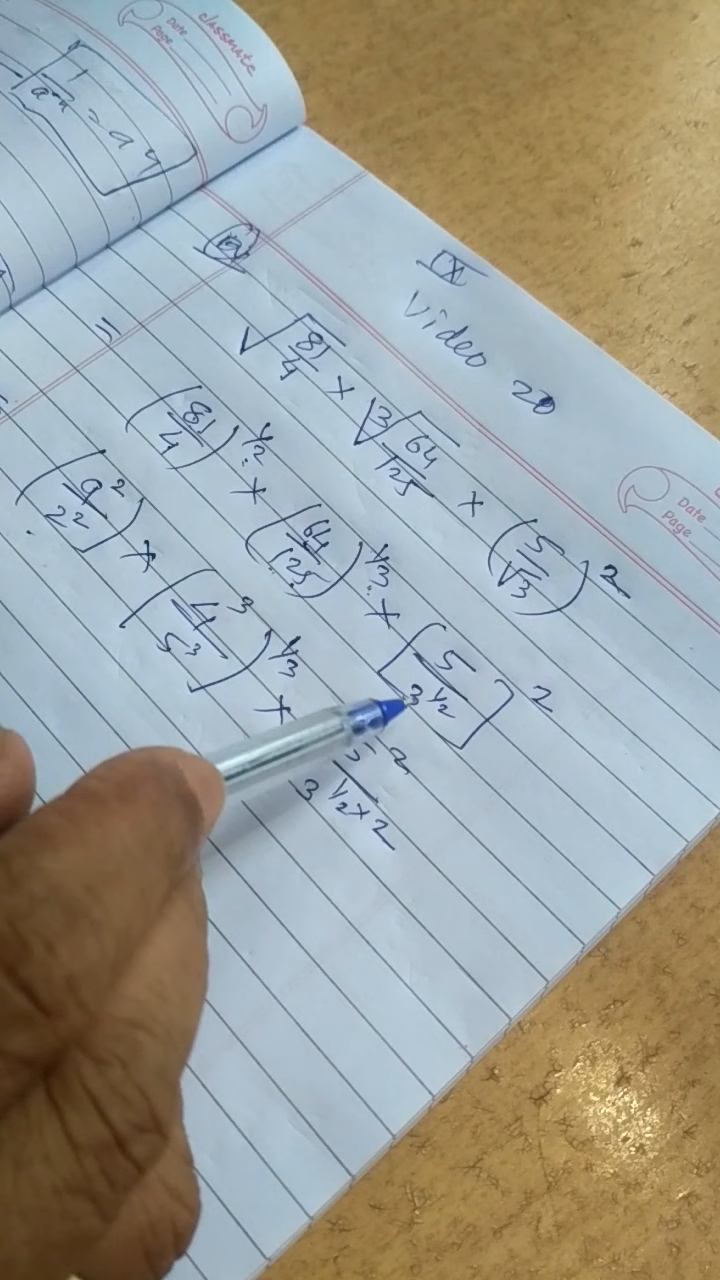 classmate
Date
Page
1/aⁿ = a
IX
Video 20
√(81/4) × ∛(64/125) × (5/√3)²
= (81/4)^1/2 × (64/125)^1/3 × [5/3^1/2]²
(9²/2²) × (4³/5³)^1/3 × 5²/3^1/2×2
Date
Page